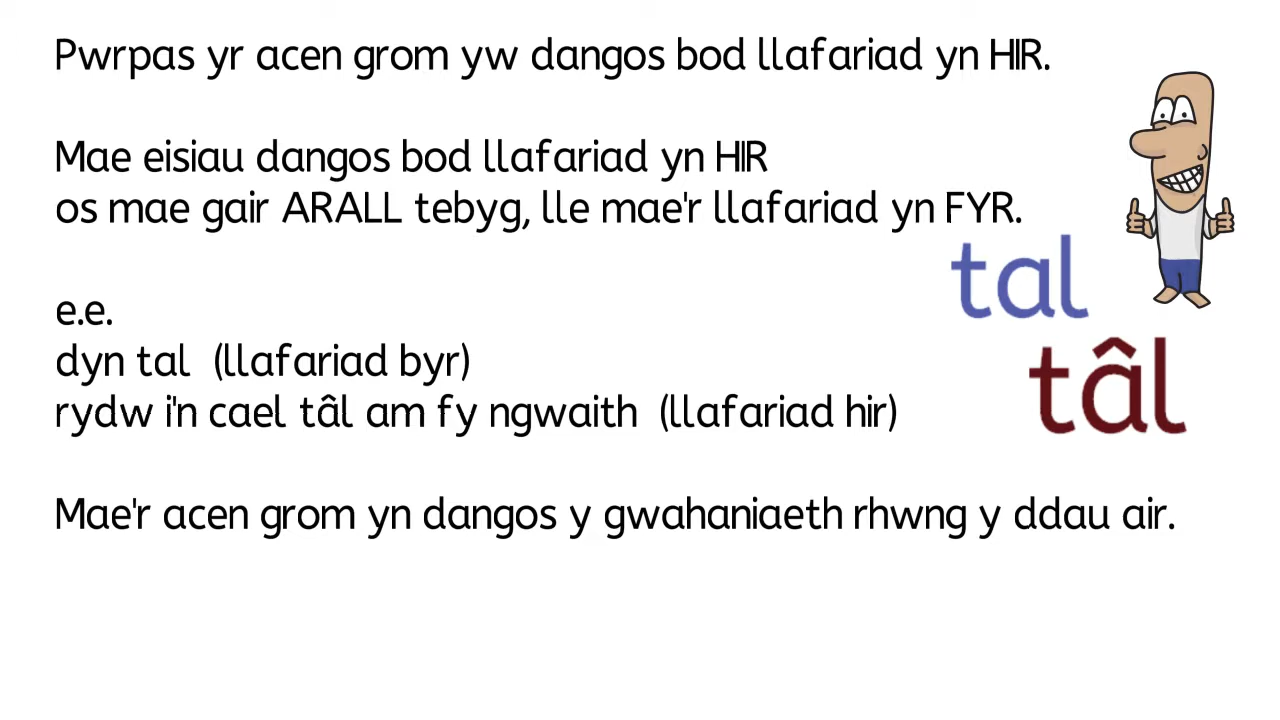 Pwrpas yr acen grom yw dangos bod llafariad yn HIR.
Mae eisiau dangos bod llafariad yn HIR
os mae gair ARALL tebyg, lle mae'r llafariad yn FYR.
tal
e.e.
dyn tal (llafariad byr)
tâl
rydw i'n cael tâl am fy ngwaith (llafariad hir)
Mae'r acen grom yn dangos y gwahaniaeth rhwng y ddau air.